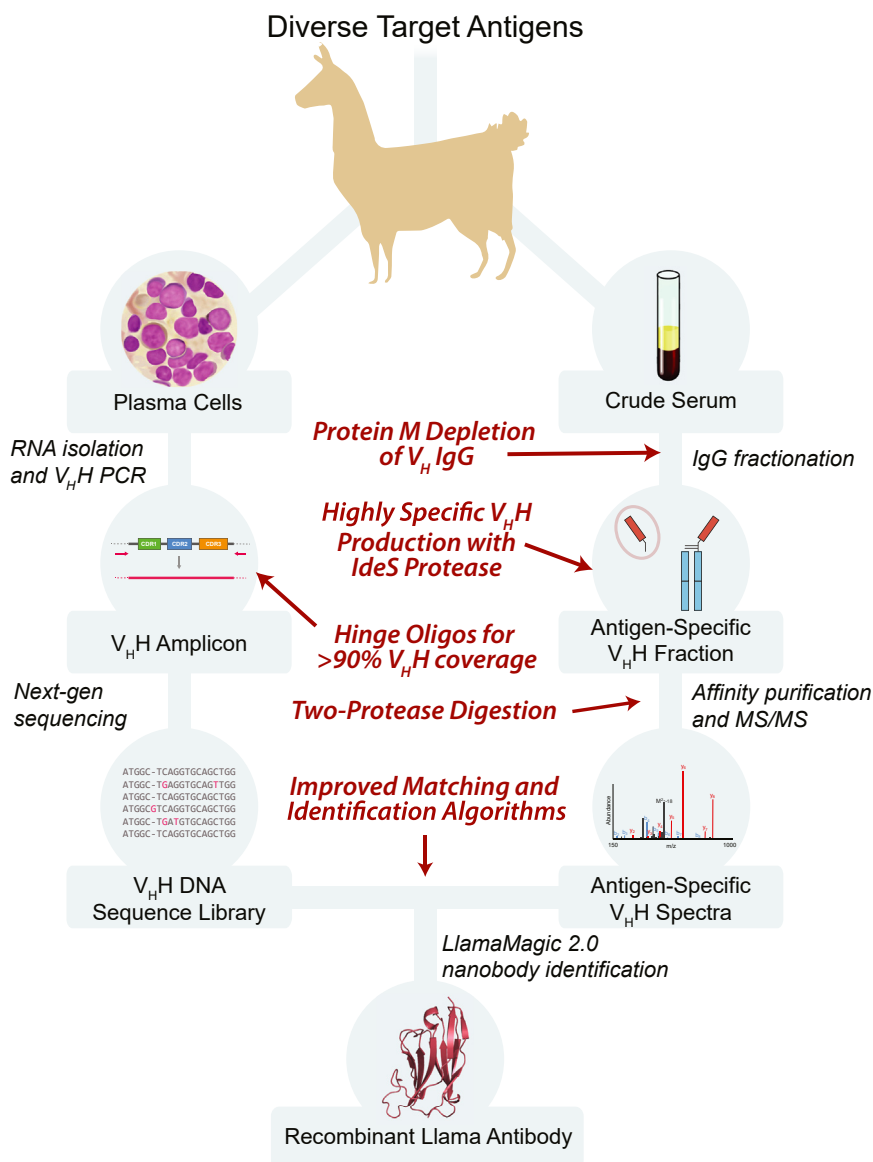 Diverse Target Antigens
Plasma Cells
Crude Serum
RNA isolation
and VHH PCR
Protein M Depletion
of VH IgG
IgG fractionation
Highly Specific VHH
Production with
IdeS Protease
CDR1 CDR2 CDR3
VHH Amplicon
Hinge Oligos for
>90% VHH coverage
Antigen-Specific
VHH Fraction
Next-gen
sequencing
Two-Protease Digestion
Affinity purification
and MS/MS
ATGGC-TCAGGTGCAGCTGG
ATGGC-TGAGGTGCAGTTGG
ATGGC-TCAGGTGCAGCTGG
ATGGCGTCAGGTGCAGCTGG
ATGGC-TGATGTGCAGCTGG
ATGGC-TCAGGTGCAGCTGG
Improved Matching and
Identification Algorithms
Abundance
150
m/z
1000
VHH DNA
Sequence Library
Antigen-Specific
VHH Spectra
LlamaMagic 2.0
nanobody identification
Recombinant Llama Antibody